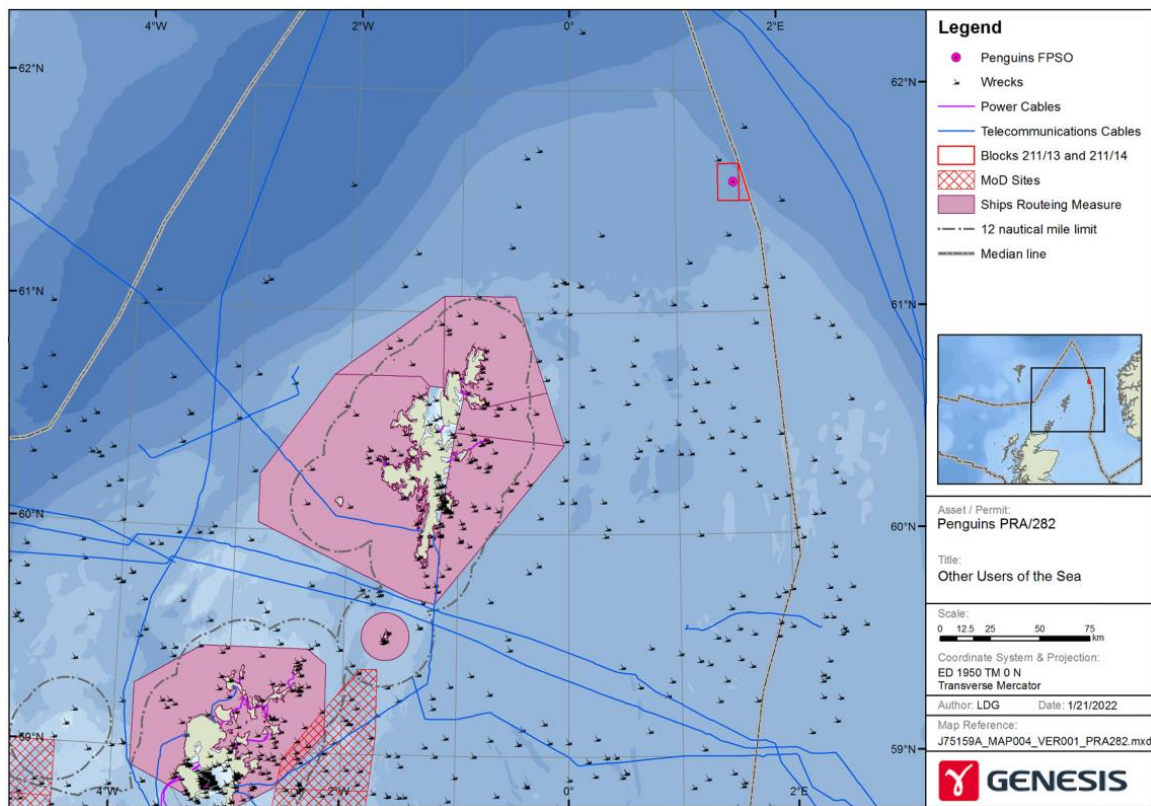 4°W
2°W
0°
2°E
62°N
62°N
61°N
61°N
60°N
60°N
59°N
59°N
4°W
2°W
0°
2°E
Legend
Penguins FPSO
Wrecks
Power Cables
Telecommunications Cables
Blocks 211/13 and 211/14
MoD Sites
Ships Routeing Measure
12 nautical mile limit
Median line
Asset / Permit:
Penguins PRA/282
Title:
Other Users of the Sea
Scale:
0 12.5 25 50 75
km
Coordinate System & Projection:
ED 1950 TM 0 N
Transverse Mercator
Author: LDG Date: 1/21/2022
Map Reference:
J75159A_MAP004_VER001_PRA282.mxd
GENESIS